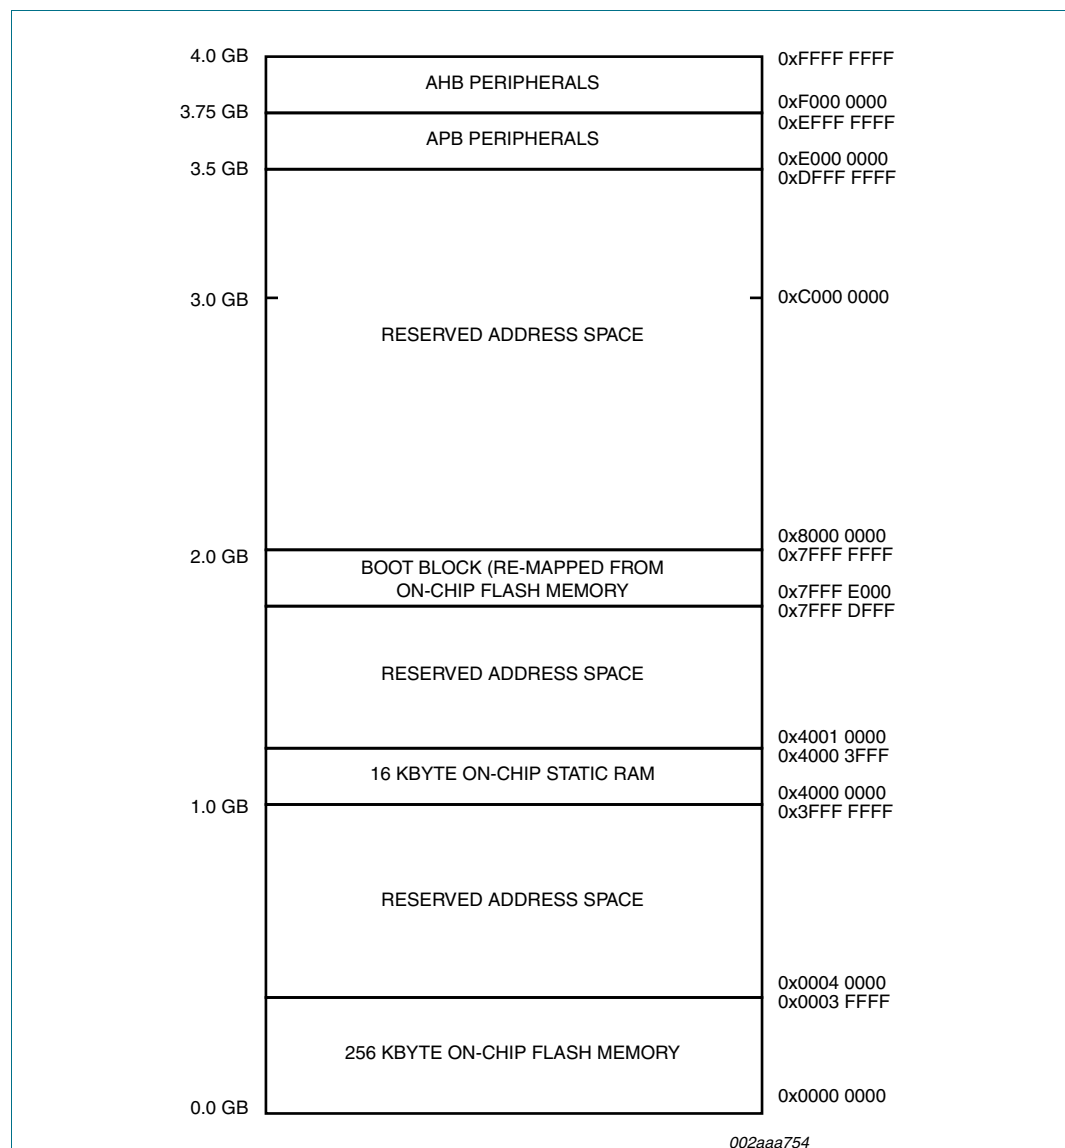 4.0 GB
0xFFFF FFFF
AHB PERIPHERALS
0xF000 0000
3.75 GB
0xEFFF FFFF
APB PERIPHERALS
0xE000 0000
3.5 GB
0xDFFF FFFF
3.0 GB
0xC000 0000
RESERVED ADDRESS SPACE
0x8000 0000
2.0 GB
0x7FFF FFFF
BOOT BLOCK (RE-MAPPED FROM
ON-CHIP FLASH MEMORY
0x7FFF E000
0x7FFF DFFF
RESERVED ADDRESS SPACE
0x4001 0000
0x4000 3FFF
16 KBYTE ON-CHIP STATIC RAM
0x4000 0000
1.0 GB
0x3FFF FFFF
RESERVED ADDRESS SPACE
0x0004 0000
0x0003 FFFF
256 KBYTE ON-CHIP FLASH MEMORY
0x0000 0000
0.0 GB
002aaa754